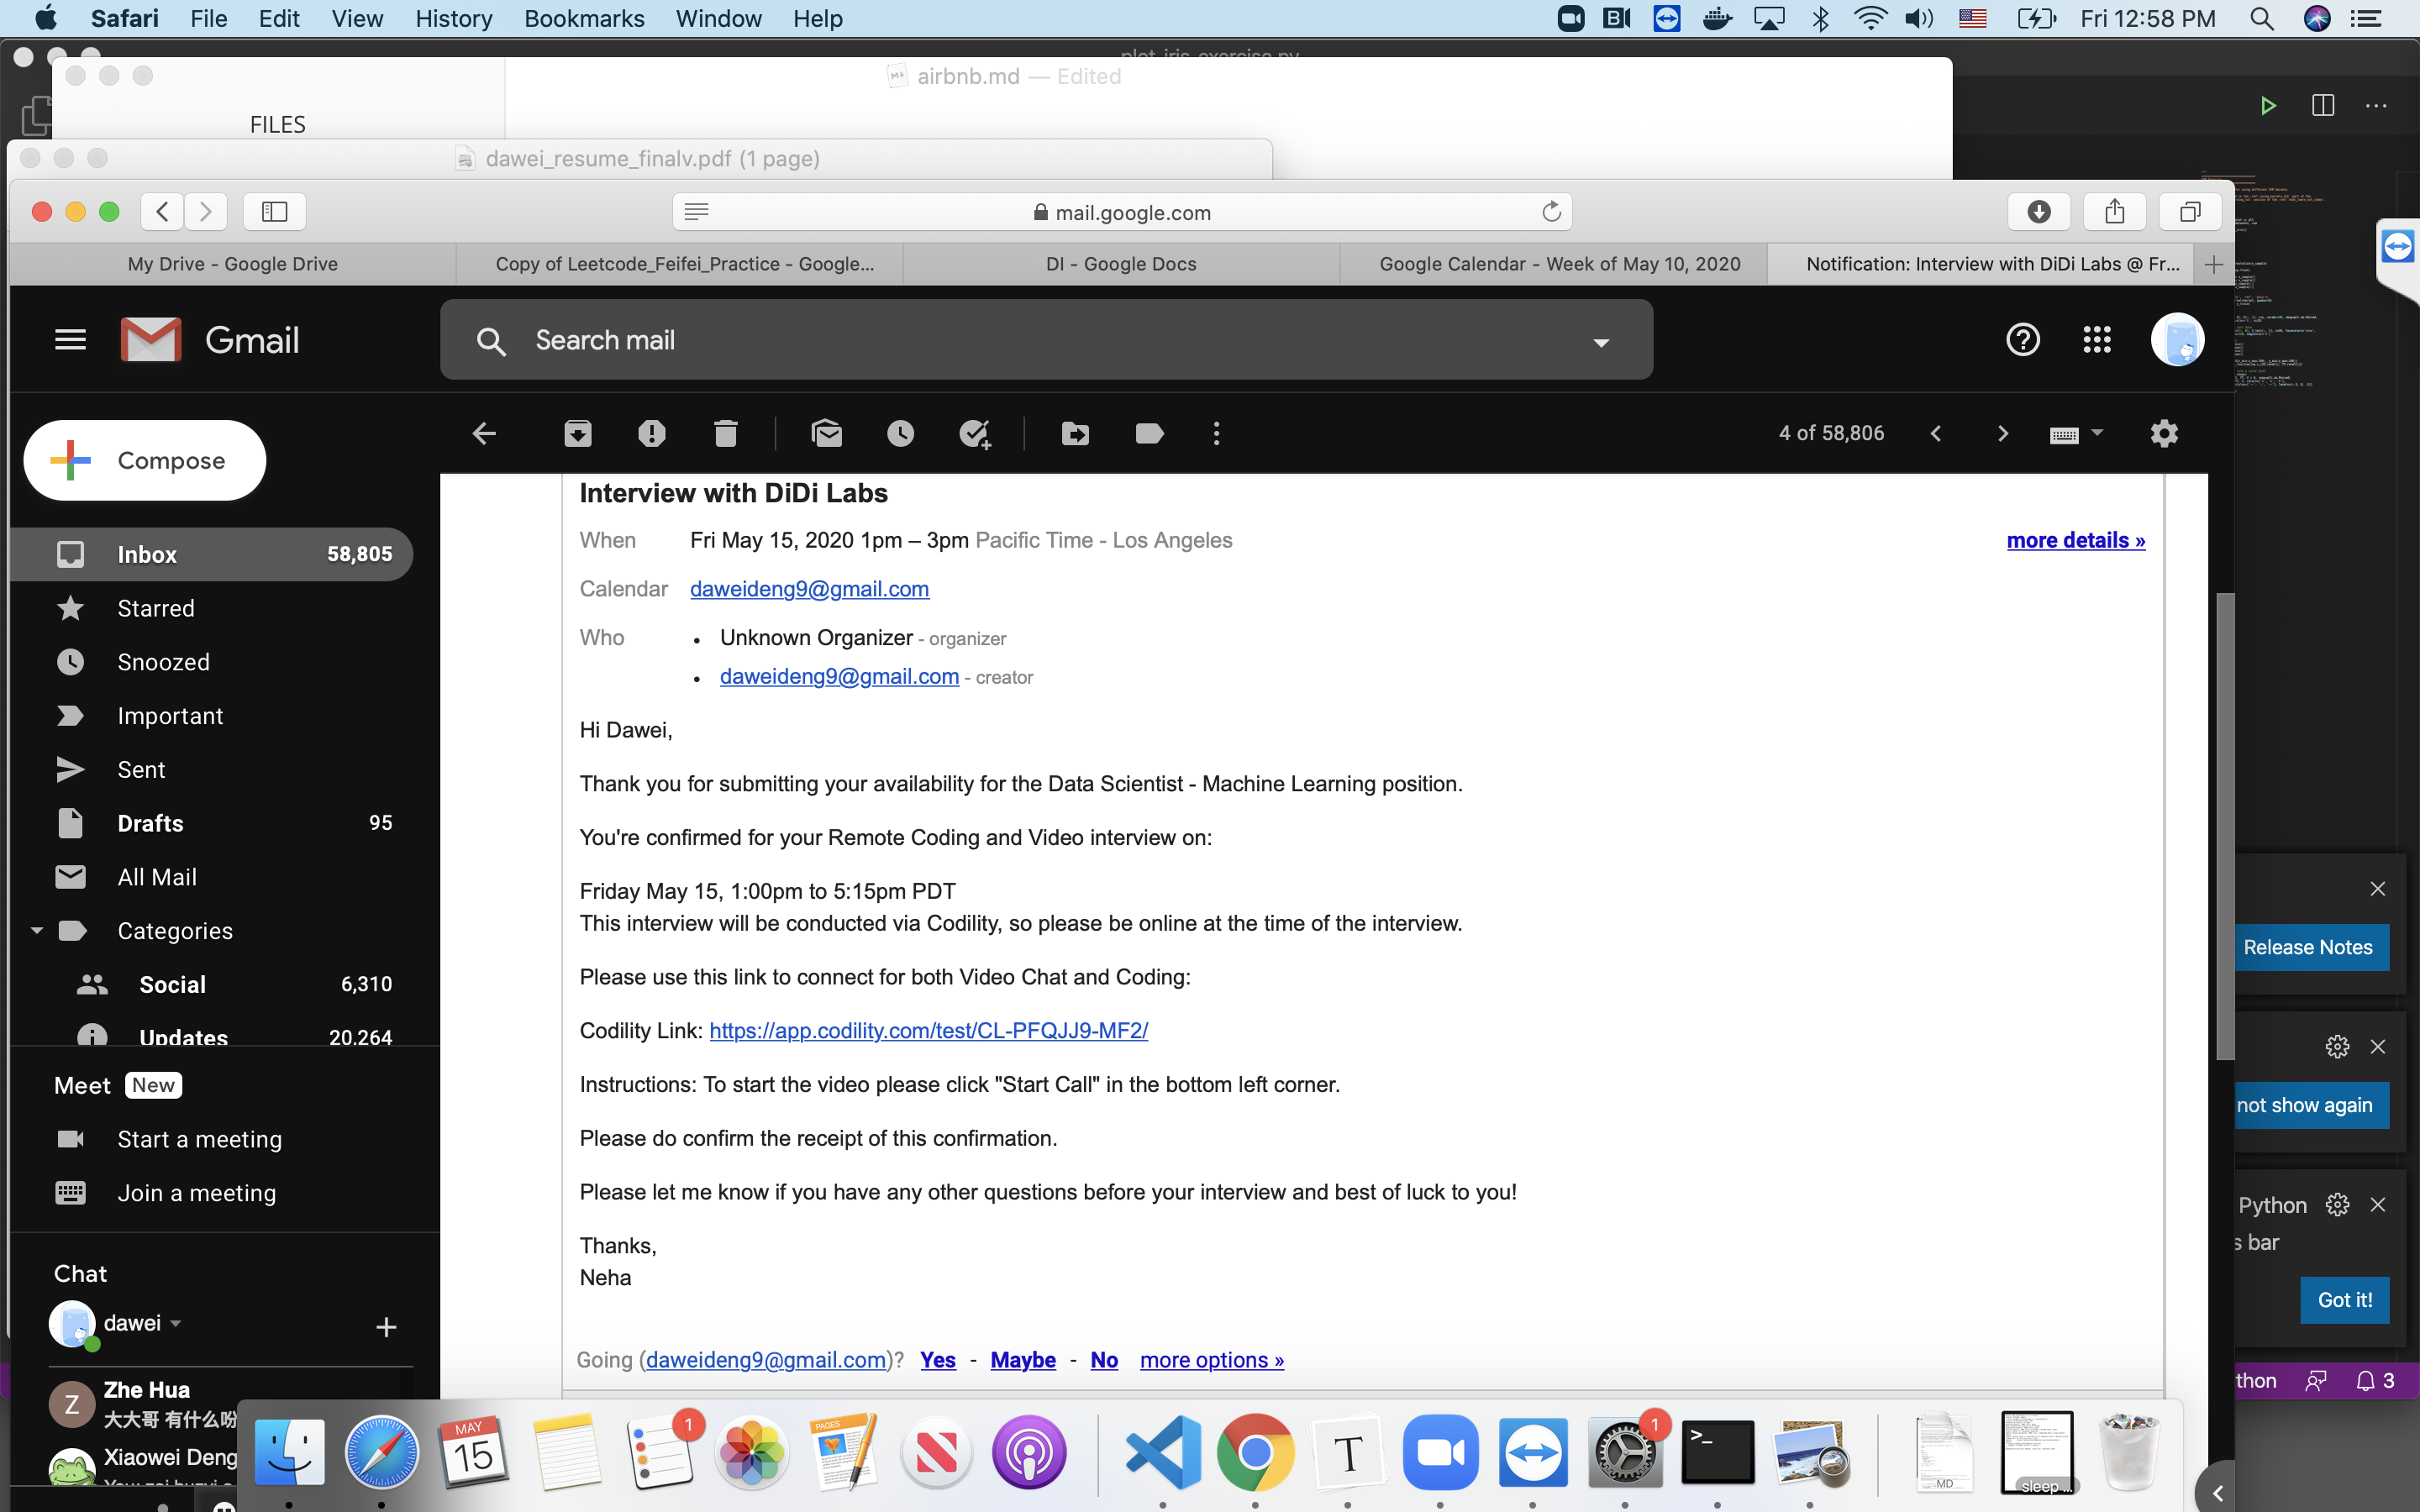 Safari File Edit View History Bookmarks Window Help Fri 12:58 PM
airbnb.md — Edited
FILES
dawei_resume_finalv.pdf (1 page)
mail.google.com
My Drive - Google Drive
Copy of Leetcode_Feifei_Practice - Google...
DI - Google Docs
Google Calendar - Week of May 10, 2020
Notification: Interview with DiDi Labs @ Fr...
Gmail
Search mail
Compose
4 of 58,806
Inbox 58,805
Starred
Snoozed
Important
Sent
Drafts 95
All Mail
Categories
Social 6,310
Updates 20,264
Meet New
Start a meeting
Join a meeting
Chat
dawei
Z Zhe Hua
大大哥 有什么吩
Xiaowei Deng
Interview with DiDi Labs
When Fri May 15, 2020 1pm – 3pm Pacific Time - Los Angeles
more details »
Calendar daweideng9@gmail.com
Who • Unknown Organizer - organizer
• daweideng9@gmail.com - creator
Hi Dawei,
Thank you for submitting your availability for the Data Scientist - Machine Learning position.
You're confirmed for your Remote Coding and Video interview on:
Friday May 15, 1:00pm to 5:15pm PDT
This interview will be conducted via Codility, so please be online at the time of the interview.
Please use this link to connect for both Video Chat and Coding:
Codility Link: https://app.codility.com/test/CL-PFQJJ9-MF2/
Instructions: To start the video please click "Start Call" in the bottom left corner.
Please do confirm the receipt of this confirmation.
Please let me know if you have any other questions before your interview and best of luck to you!
Thanks,
Neha
Going (daweideng9@gmail.com)? Yes - Maybe - No more options »
Release Notes
not show again
Python
s bar
Got it!
thon 3
MAY
15
1
PAGES
T
1
>_
MD
sleep ...